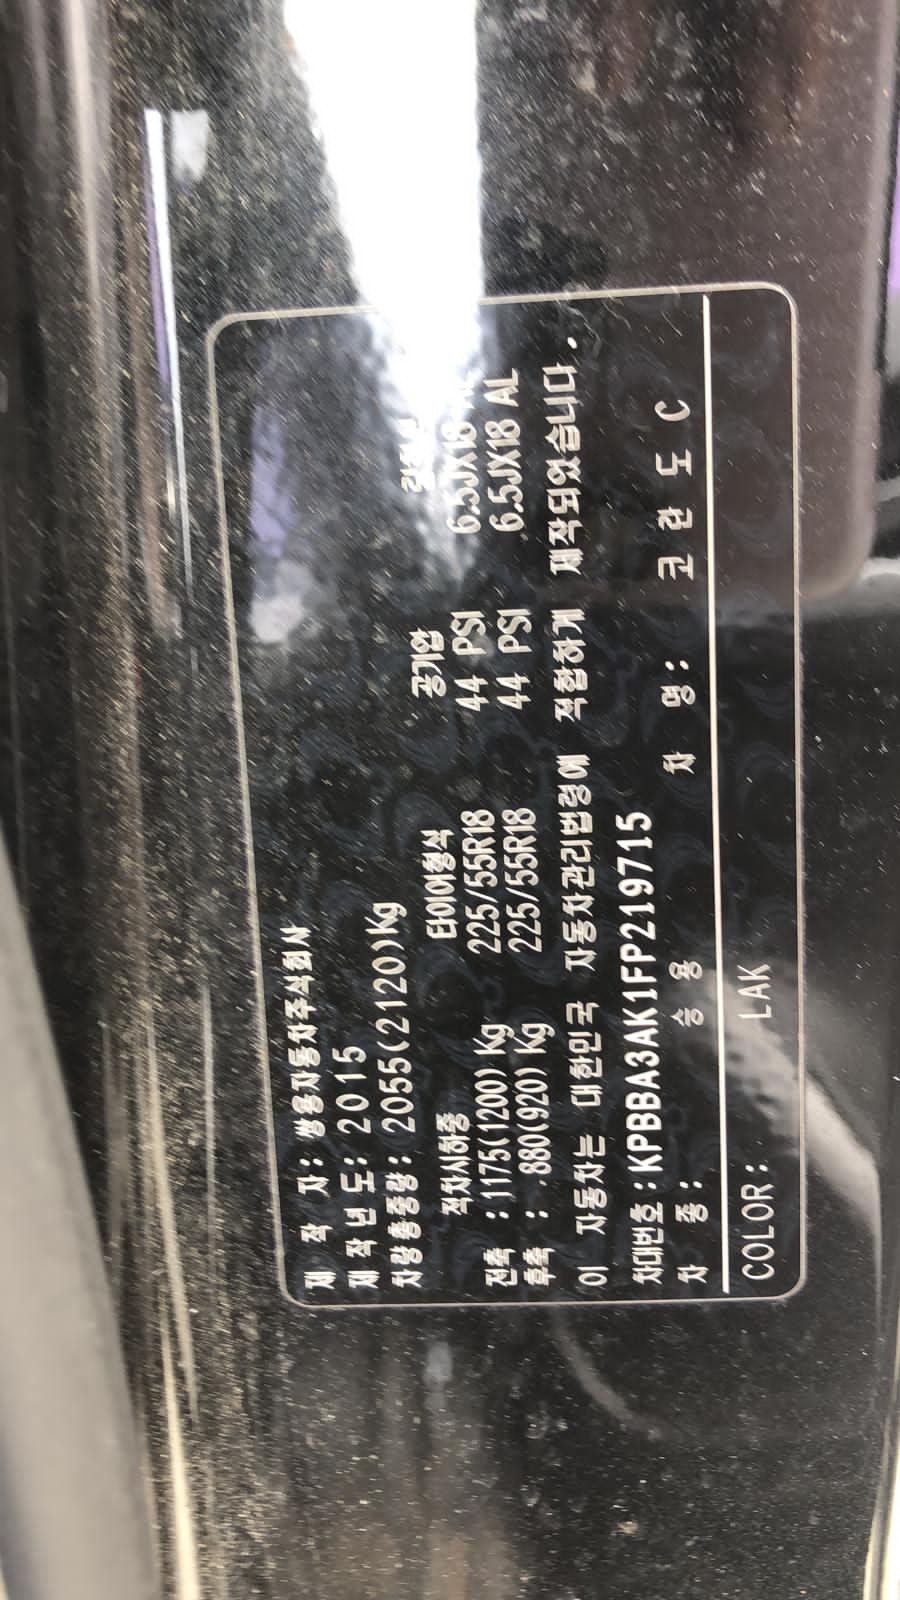 제 작 자 : 쌍용자동차주식회사
제 작 년 도 : 2015
차량총중량 : 2055(2120)Kg
적차시하중 타이어형식 공기압
전축 : 1175(1200) Kg 225/55R18 44 PSI 6.5JX18
후축 : 880(920) Kg 225/55R18 44 PSI 6.5JX18 AL
이 자동차는 대한민국 자동차관리법령에 적합하게 제작되었습니다.
차대번호 : KPBBA3AK1FP219715
차 종 : 승 용 차 명 : 코 란 도 C
COLOR: LAK